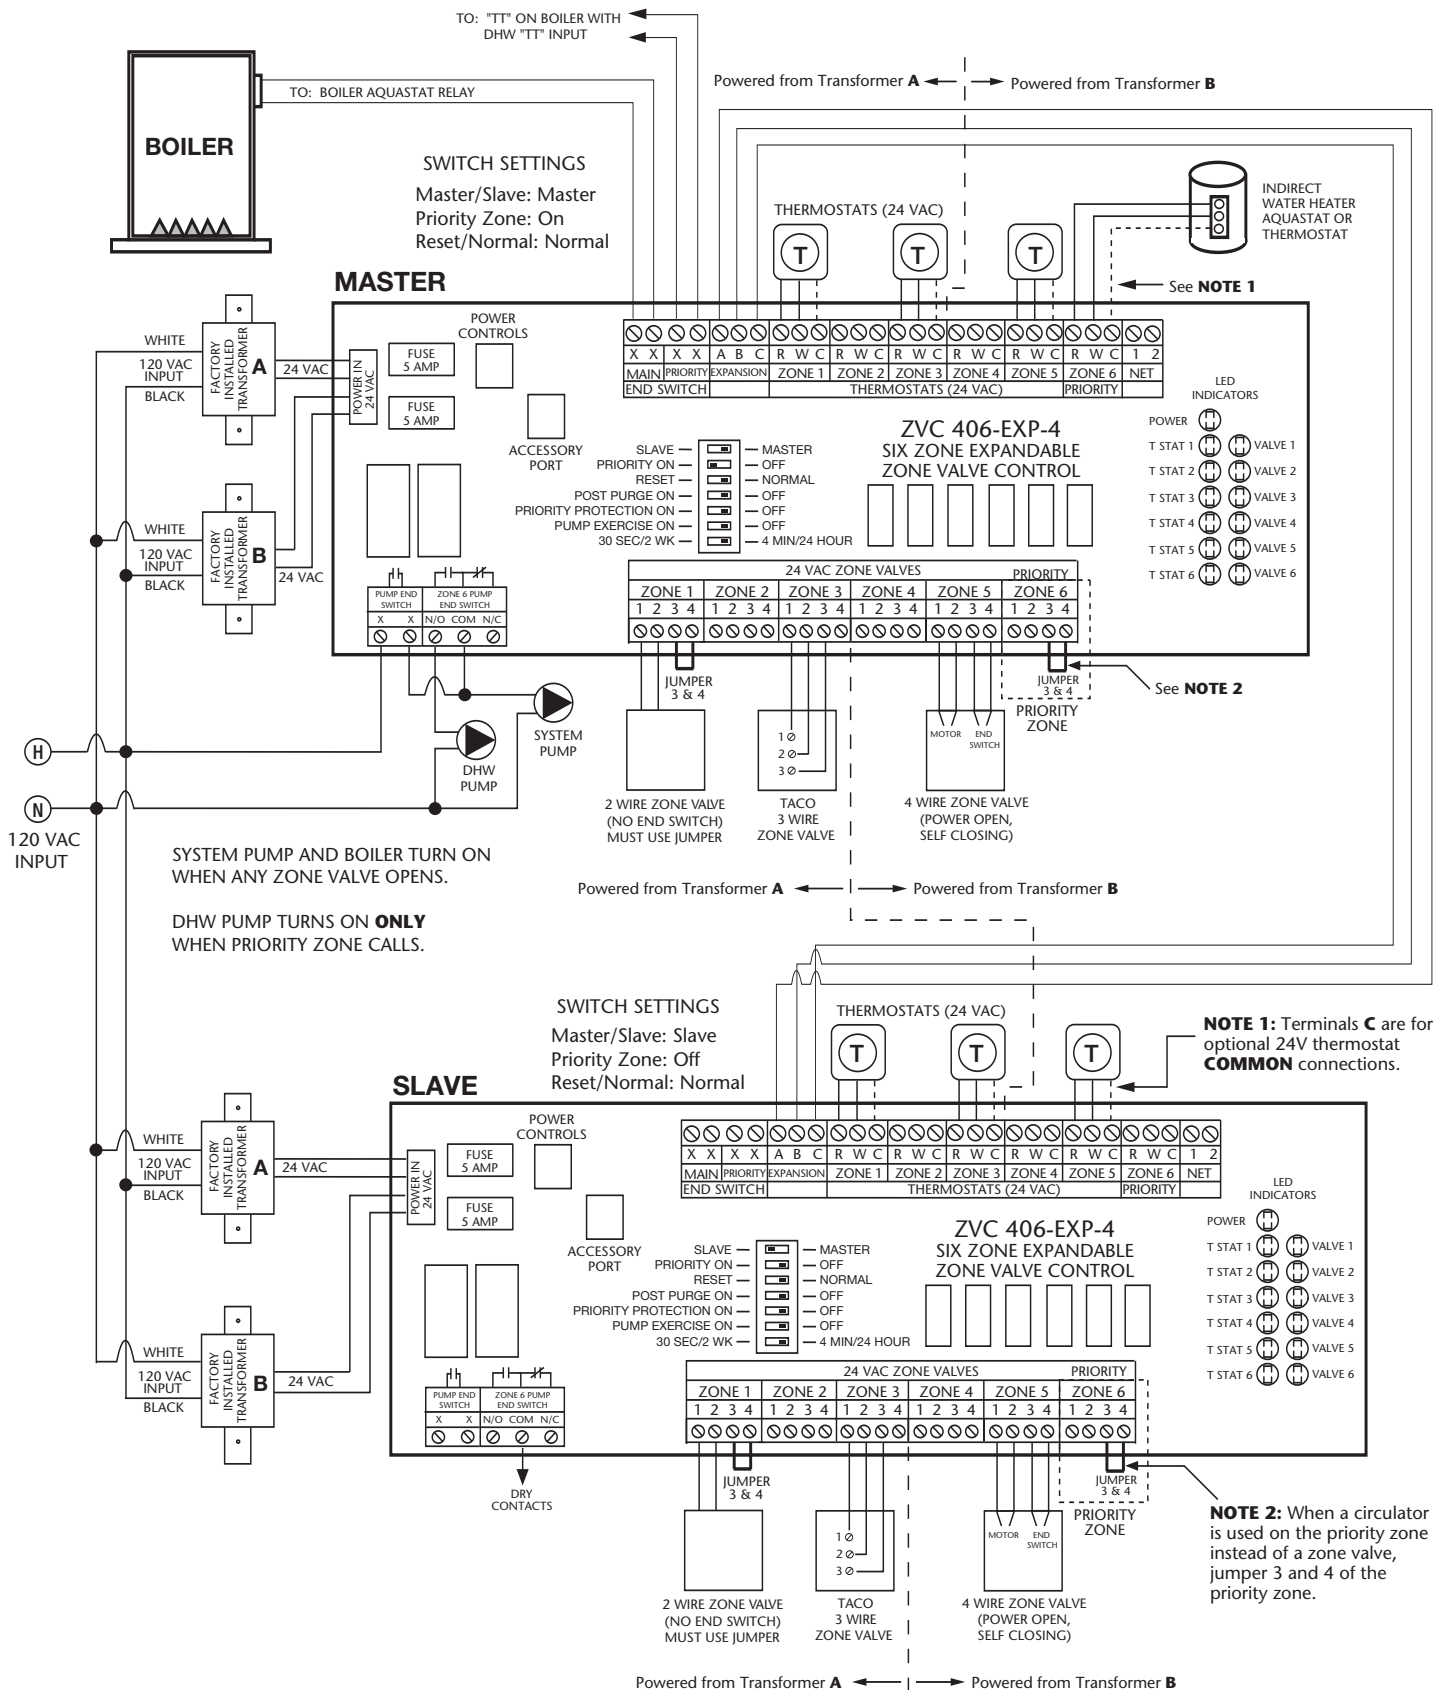 TO: "TT" ON BOILER WITH
DHW "TT" INPUT
TO: BOILER AQUASTAT RELAY
BOILER
Powered from Transformer A
Powered from Transformer B
SWITCH SETTINGS
Master/Slave: Master
Priority Zone: On
Reset/Normal: Normal
THERMOSTATS (24 VAC)
T
T
T
INDIRECT
WATER HEATER
AQUASTAT OR
THERMOSTAT
See NOTE 1
MASTER
WHITE
120 VAC
INPUT
BLACK
FACTORY
INSTALLED
TRANSFORMER
A
24 VAC
POWER IN
24 VAC
FUSE
5 AMP
FUSE
5 AMP
POWER
CONTROLS
ACCESSORY
PORT
X X X X A B C R W C R W C R W C R W C R W C R W C 1 2
MAIN PRIORITY EXPANSION ZONE 1 ZONE 2 ZONE 3 ZONE 4 ZONE 5 ZONE 6 NET
END SWITCH THERMOSTATS (24 VAC) PRIORITY
ZVC 406-EXP-4
SIX ZONE EXPANDABLE
ZONE VALVE CONTROL
SLAVE MASTER
PRIORITY ON OFF
RESET NORMAL
POST PURGE ON OFF
PRIORITY PROTECTION ON OFF
PUMP EXERCISE ON OFF
30 SEC/2 WK 4 MIN/24 HOUR
LED
INDICATORS
POWER
T STAT 1 VALVE 1
T STAT 2 VALVE 2
T STAT 3 VALVE 3
T STAT 4 VALVE 4
T STAT 5 VALVE 5
T STAT 6 VALVE 6
WHITE
120 VAC
INPUT
BLACK
FACTORY
INSTALLED
TRANSFORMER
B
24 VAC
PUMP END
SWITCH
X X
ZONE 6 PUMP
END SWITCH
N/O COM N/C
24 VAC ZONE VALVES PRIORITY
ZONE 1 ZONE 2 ZONE 3 ZONE 4 ZONE 5 ZONE 6
1 2 3 4 1 2 3 4 1 2 3 4 1 2 3 4 1 2 3 4 1 2 3 4
JUMPER
3 & 4
JUMPER
3 & 4
PRIORITY
ZONE
See NOTE 2
SYSTEM
PUMP
DHW
PUMP
1
2
3
MOTOR
END
SWITCH
2 WIRE ZONE VALVE
(NO END SWITCH)
MUST USE JUMPER
TACO
3 WIRE
ZONE VALVE
4 WIRE ZONE VALVE
(POWER OPEN,
SELF CLOSING)
H
N
120 VAC
INPUT
SYSTEM PUMP AND BOILER TURN ON
WHEN ANY ZONE VALVE OPENS.
DHW PUMP TURNS ON ONLY
WHEN PRIORITY ZONE CALLS.
Powered from Transformer A
Powered from Transformer B
SWITCH SETTINGS
Master/Slave: Slave
Priority Zone: Off
Reset/Normal: Normal
THERMOSTATS (24 VAC)
T
T
T
NOTE 1: Terminals C are for
optional 24V thermostat
COMMON connections.
SLAVE
WHITE
120 VAC
INPUT
BLACK
FACTORY
INSTALLED
TRANSFORMER
A
24 VAC
POWER IN
24 VAC
FUSE
5 AMP
FUSE
5 AMP
POWER
CONTROLS
ACCESSORY
PORT
X X X X A B C R W C R W C R W C R W C R W C R W C 1 2
MAIN PRIORITY EXPANSION ZONE 1 ZONE 2 ZONE 3 ZONE 4 ZONE 5 ZONE 6 NET
END SWITCH THERMOSTATS (24 VAC) PRIORITY
ZVC 406-EXP-4
SIX ZONE EXPANDABLE
ZONE VALVE CONTROL
SLAVE MASTER
PRIORITY ON OFF
RESET NORMAL
POST PURGE ON OFF
PRIORITY PROTECTION ON OFF
PUMP EXERCISE ON OFF
30 SEC/2 WK 4 MIN/24 HOUR
LED
INDICATORS
POWER
T STAT 1 VALVE 1
T STAT 2 VALVE 2
T STAT 3 VALVE 3
T STAT 4 VALVE 4
T STAT 5 VALVE 5
T STAT 6 VALVE 6
WHITE
120 VAC
INPUT
BLACK
FACTORY
INSTALLED
TRANSFORMER
B
24 VAC
PUMP END
SWITCH
X X
ZONE 6 PUMP
END SWITCH
N/O COM N/C
DRY
CONTACTS
24 VAC ZONE VALVES PRIORITY
ZONE 1 ZONE 2 ZONE 3 ZONE 4 ZONE 5 ZONE 6
1 2 3 4 1 2 3 4 1 2 3 4 1 2 3 4 1 2 3 4 1 2 3 4
JUMPER
3 & 4
JUMPER
3 & 4
PRIORITY
ZONE
1
2
3
MOTOR
END
SWITCH
2 WIRE ZONE VALVE
(NO END SWITCH)
MUST USE JUMPER
TACO
3 WIRE
ZONE VALVE
4 WIRE ZONE VALVE
(POWER OPEN,
SELF CLOSING)
NOTE 2: When a circulator
is used on the priority zone
instead of a zone valve,
jumper 3 and 4 of the
priority zone.
Powered from Transformer A
Powered from Transformer B